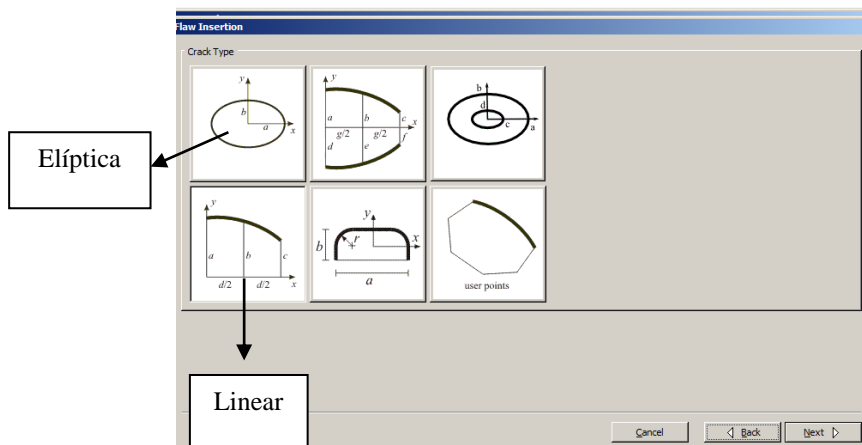 Flaw Insertion
Crack Type
y
b
a
x
y
a
b
c
x
g/2
g/2
d
e
f
b
d
c
a
Elíptica
y
a
b
c
d/2
d/2
x
y
b
r
x
a
user points
Linear
Cancel
Back
Next